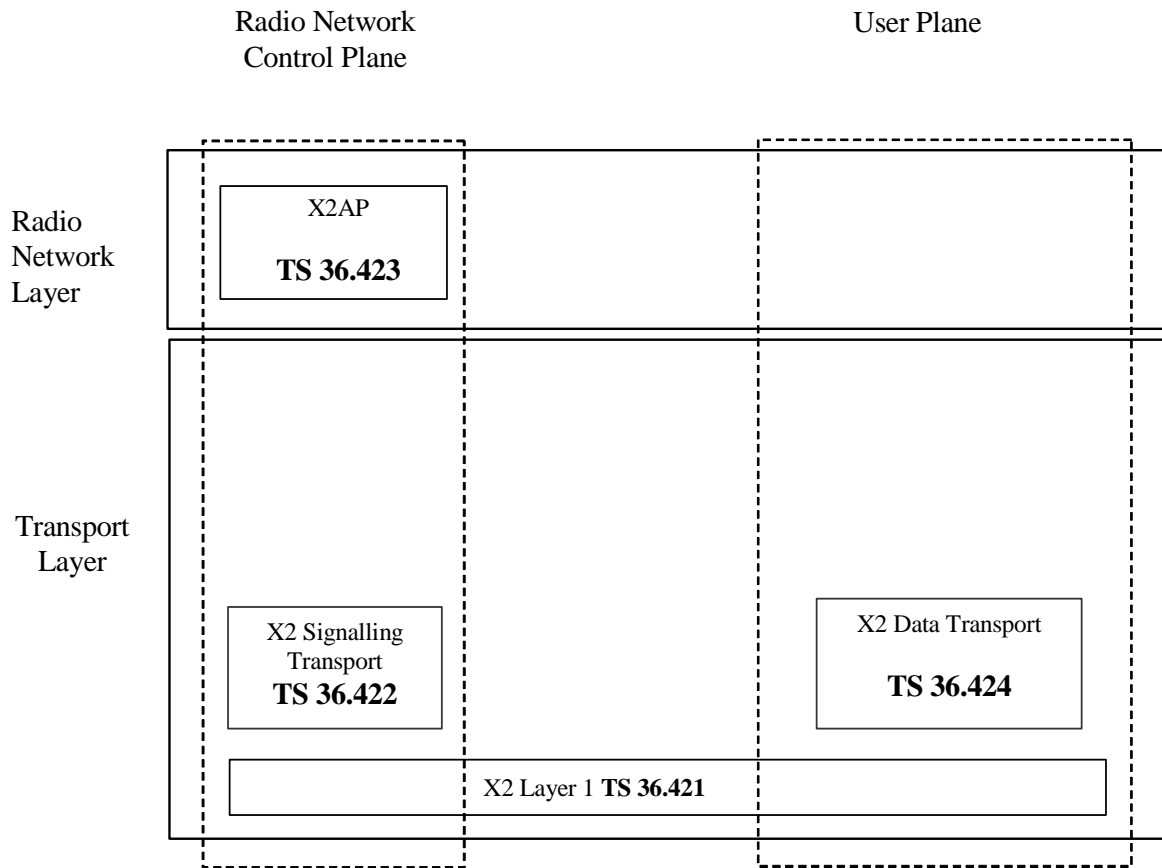 Radio Network
Control Plane
User Plane
Radio
Network
Layer
X2AP
TS 36.423
Transport
Layer
X2 Signalling
Transport
TS 36.422
X2 Data Transport
TS 36.424
X2 Layer 1 TS 36.421